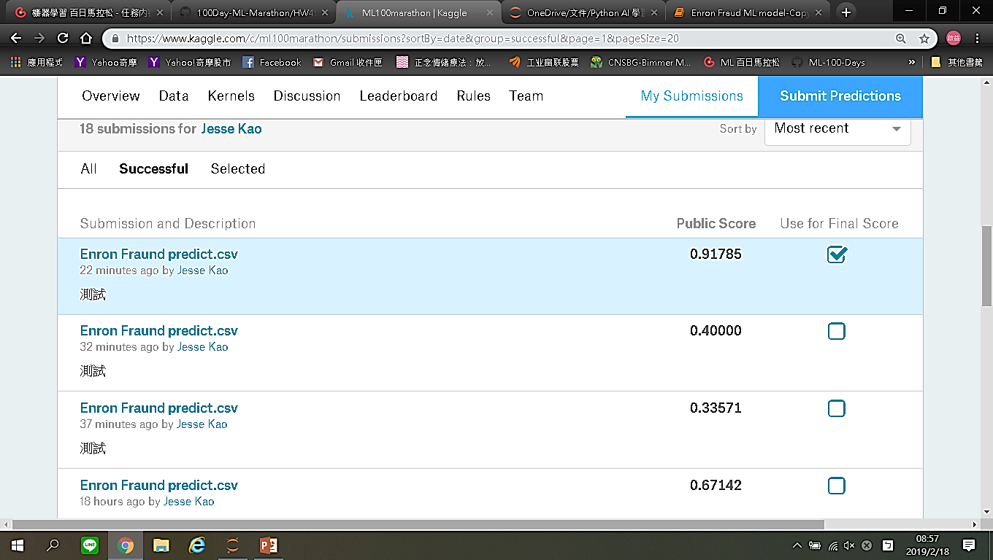 機器學習 百日馬拉松 - 任務內
100Day-ML-Marathon/HW4
ML100marathon | Kaggle
OneDrive/文件/Python AI 學
Enron Fraud ML model-Cop
https://www.kaggle.com/c/ml100marathon/submissions?sortBy=date&group=successful&page=1&pageSize=20
應用程式
Yahoo奇摩
Yahoo!奇摩股市
Facebook
Gmail 收件匣
正念情緒療法：放...
工业富联股票
CNSBG-Bimmer M...
ML 百日馬拉松
ML-100-Days
»
其他書籤
Overview Data Kernels Discussion Leaderboard Rules Team My Submissions Submit Predictions
18 submissions for Jesse Kao Sort by Most recent
All Successful Selected
Submission and Description Public Score Use for Final Score
Enron Fraund predict.csv 0.91785
22 minutes ago by Jesse Kao
測試
Enron Fraund predict.csv 0.40000
32 minutes ago by Jesse Kao
測試
Enron Fraund predict.csv 0.33571
37 minutes ago by Jesse Kao
測試
Enron Fraund predict.csv 0.67142
18 hours ago by Jesse Kao
LINE
08:57
2019/2/18